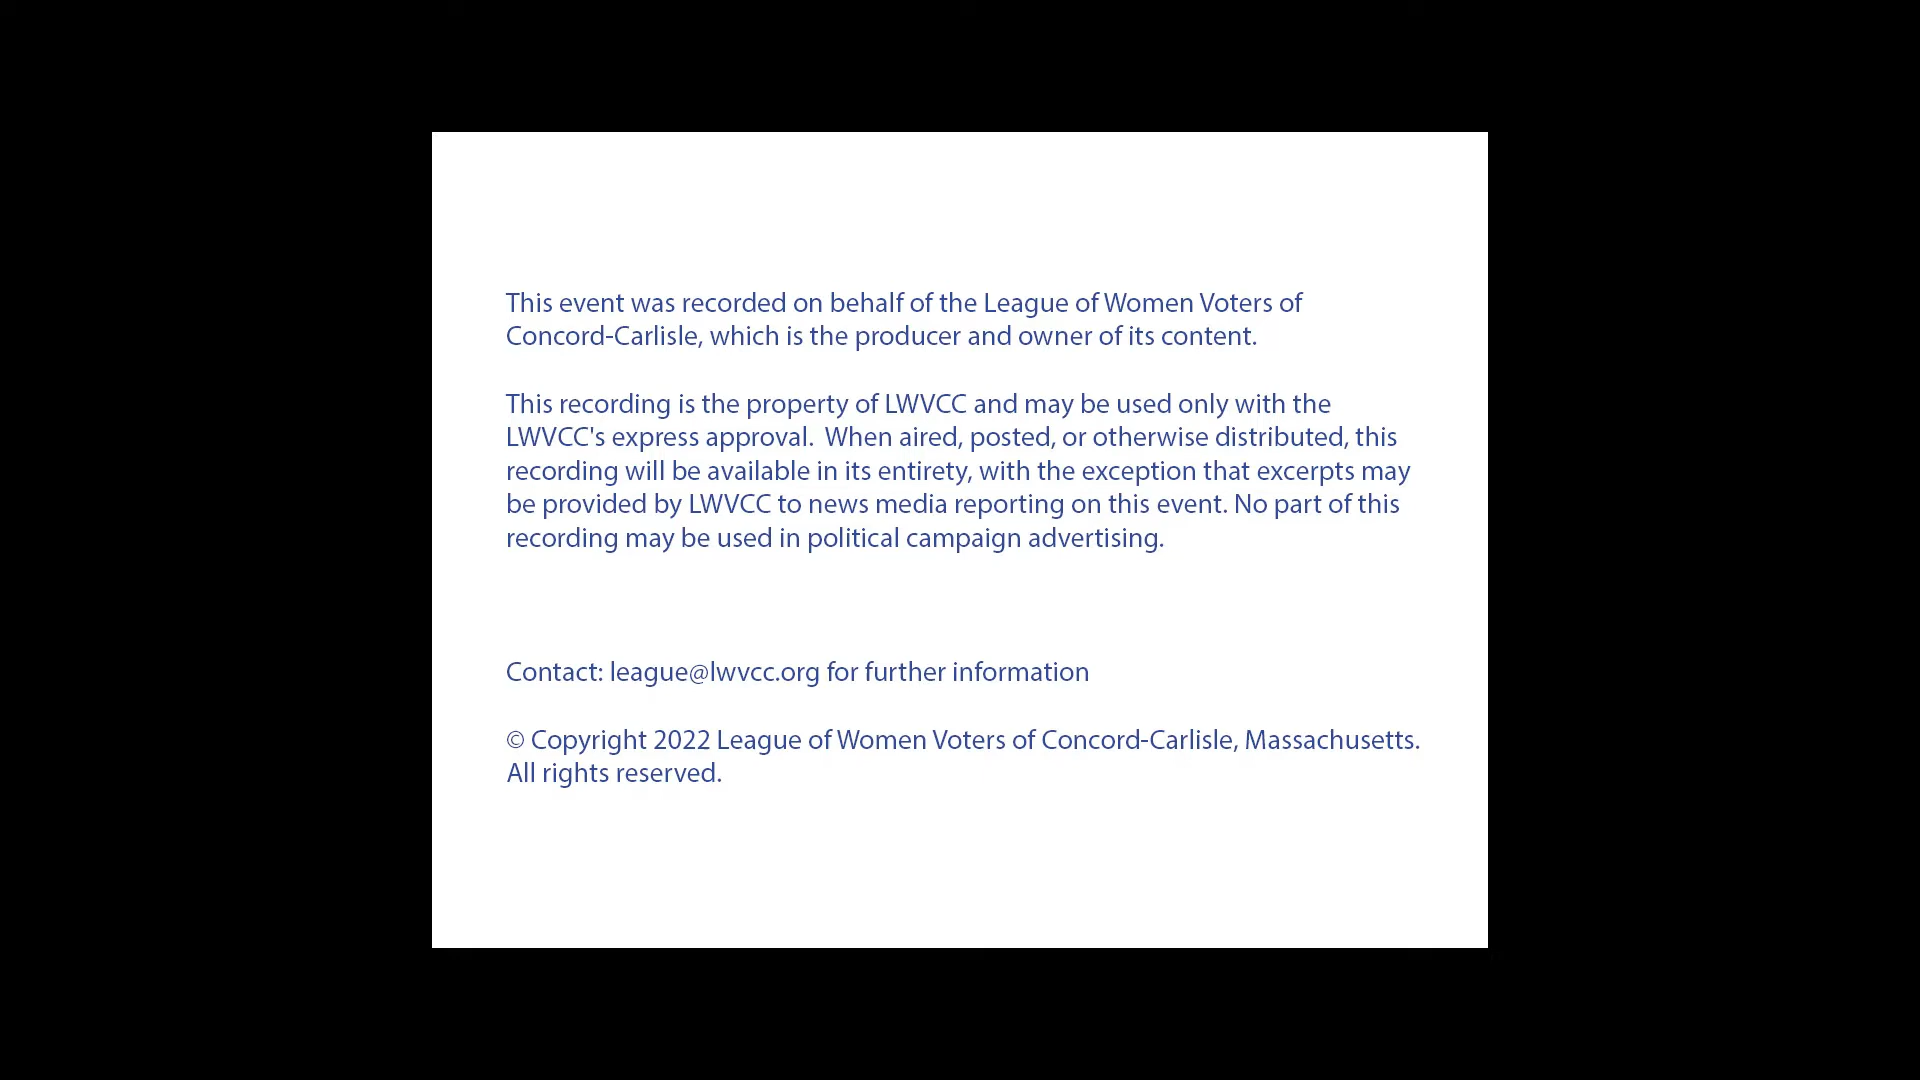 This event was recorded on behalf of the League of Women Voters of
Concord-Carlisle, which is the producer and owner of its content.
This recording is the property of LWVCC and may be used only with the
LWVCC's express approval.  When aired, posted, or otherwise distributed, this
recording will be available in its entirety, with the exception that excerpts may
be provided by LWVCC to news media reporting on this event. No part of this
recording may be used in political campaign advertising.
Contact: league@lwvcc.org for further information
© Copyright 2022 League of Women Voters of Concord-Carlisle, Massachusetts.
All rights reserved.